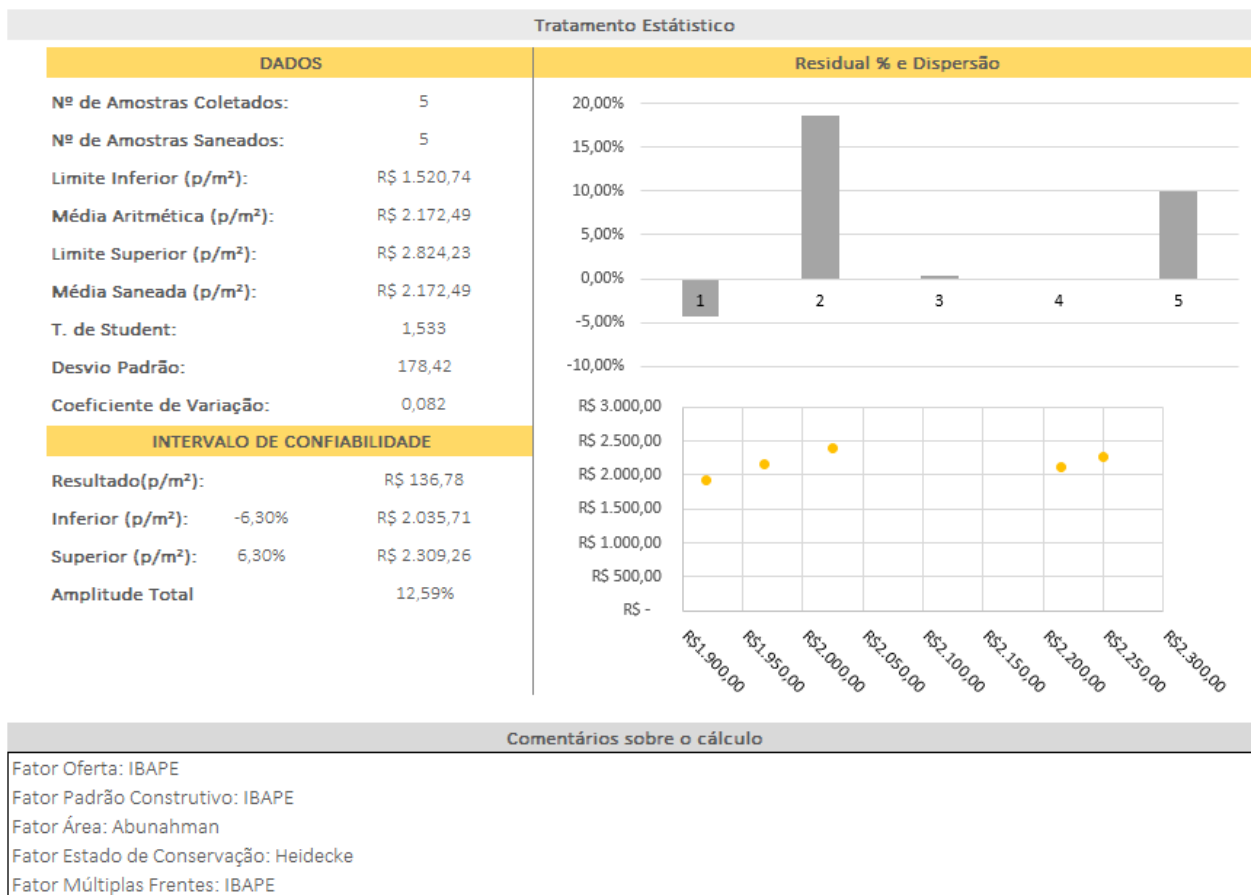 Tratamento Estátistico
DADOS
Nº de Amostras Coletados: 5
Nº de Amostras Saneados: 5
Limite Inferior (p/m²): R$ 1.520,74
Média Aritmética (p/m²): R$ 2.172,49
Limite Superior (p/m²): R$ 2.824,23
Média Saneada (p/m²): R$ 2.172,49
T. de Student: 1,533
Desvio Padrão: 178,42
Coeficiente de Variação: 0,082
INTERVALO DE CONFIABILIDADE
Resultado(p/m²): R$ 136,78
Inferior (p/m²): -6,30% R$ 2.035,71
Superior (p/m²): 6,30% R$ 2.309,26
Amplitude Total 12,59%
Residual % e Dispersão
20,00%
15,00%
10,00%
5,00%
0,00%
-5,00%
-10,00%
1 2 3 4 5
R$ 3.000,00
R$ 2.500,00
R$ 2.000,00
R$ 1.500,00
R$ 1.000,00
R$ 500,00
R$ -
R$1.900,00
R$1.950,00
R$2.000,00
R$2.050,00
R$2.100,00
R$2.150,00
R$2.200,00
R$2.250,00
R$2.300,00
Comentários sobre o cálculo
Fator Oferta: IBAPE
Fator Padrão Construtivo: IBAPE
Fator Área: Abunahman
Fator Estado de Conservação: Heidecke
Fator Múltiplas Frentes: IBAPE